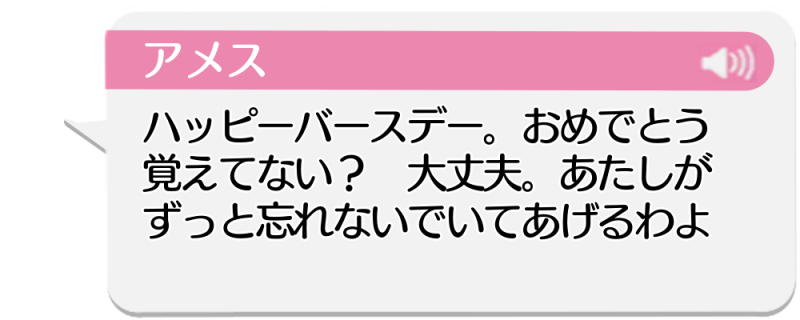 アメス
ハッピーバースデー。おめでとう
覚えてない？　大丈夫。あたしが
ずっと忘れないでいてあげるわよ